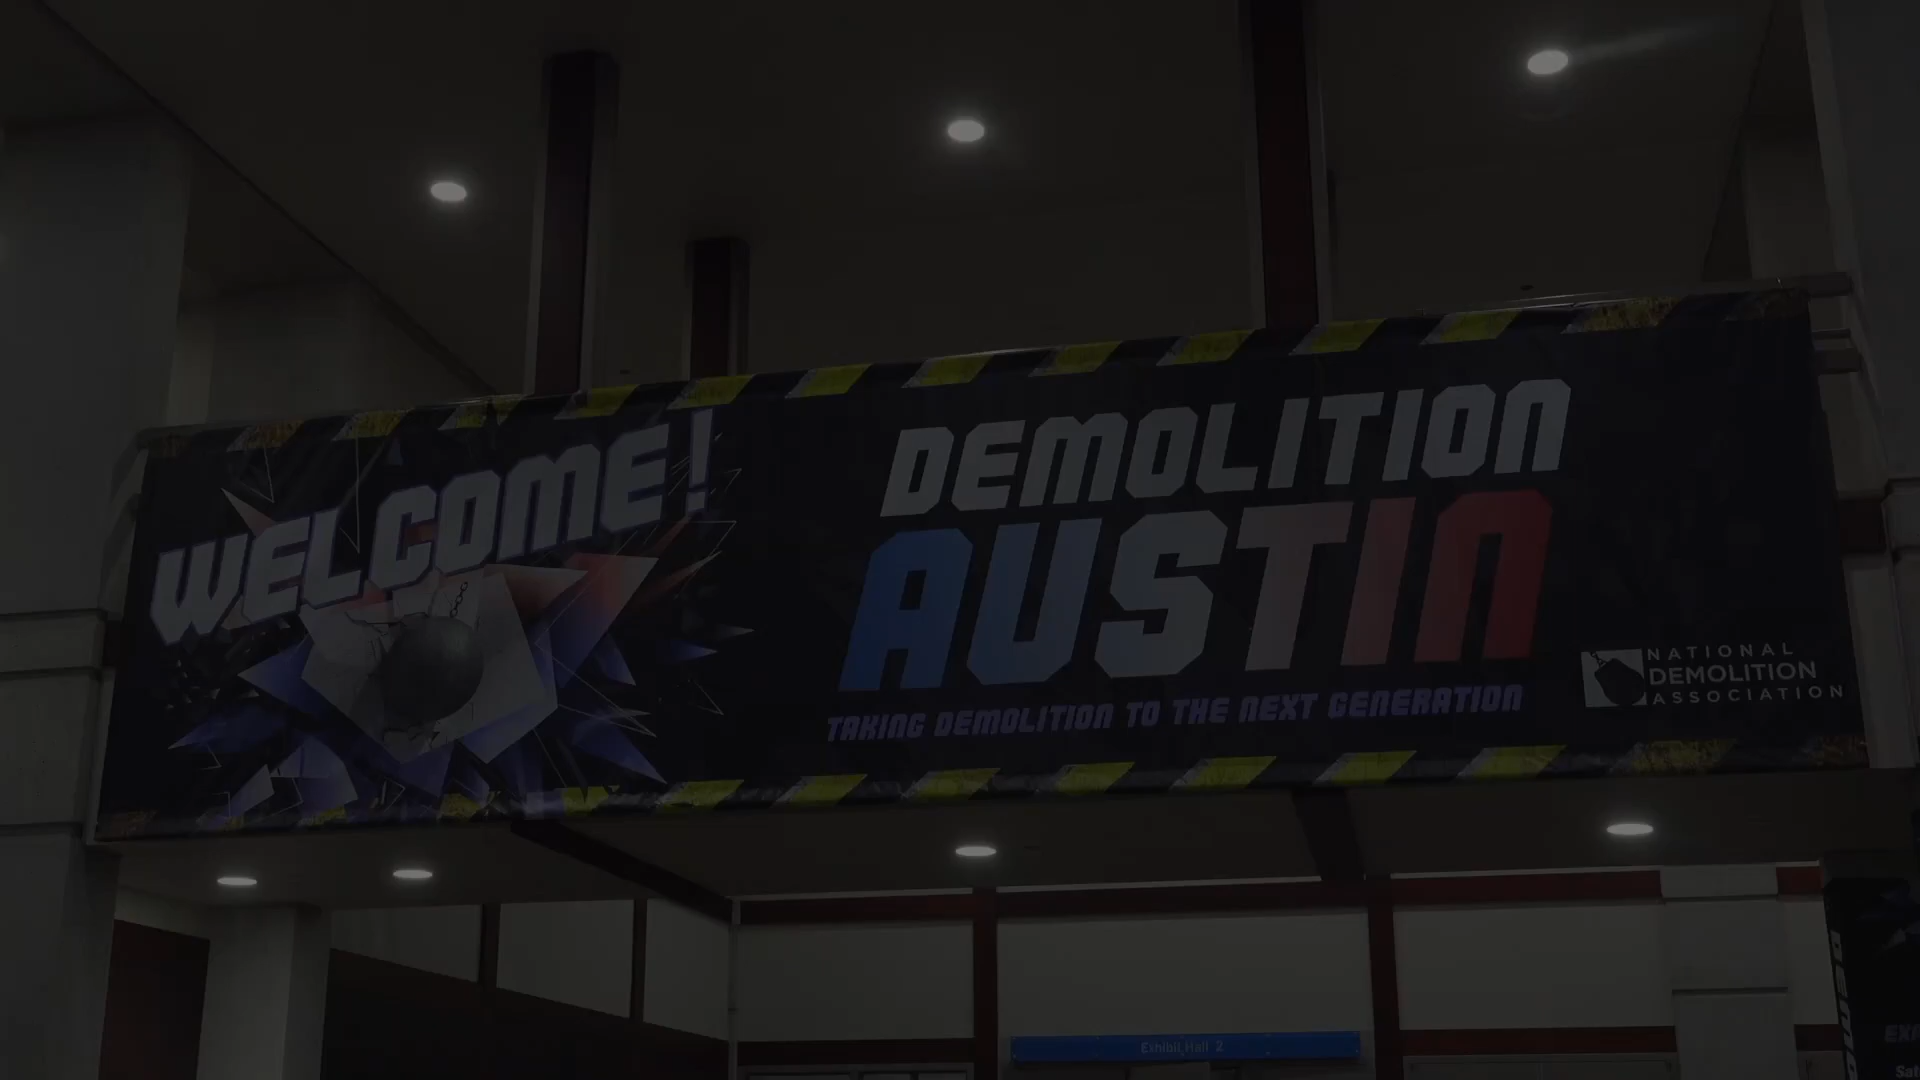 WELCOME!
DEMOLITION
AUSTIN
TAKING DEMOLITION TO THE NEXT GENERATION
NATIONAL
DEMOLITION
ASSOCIATION
Exhibit Hall 2